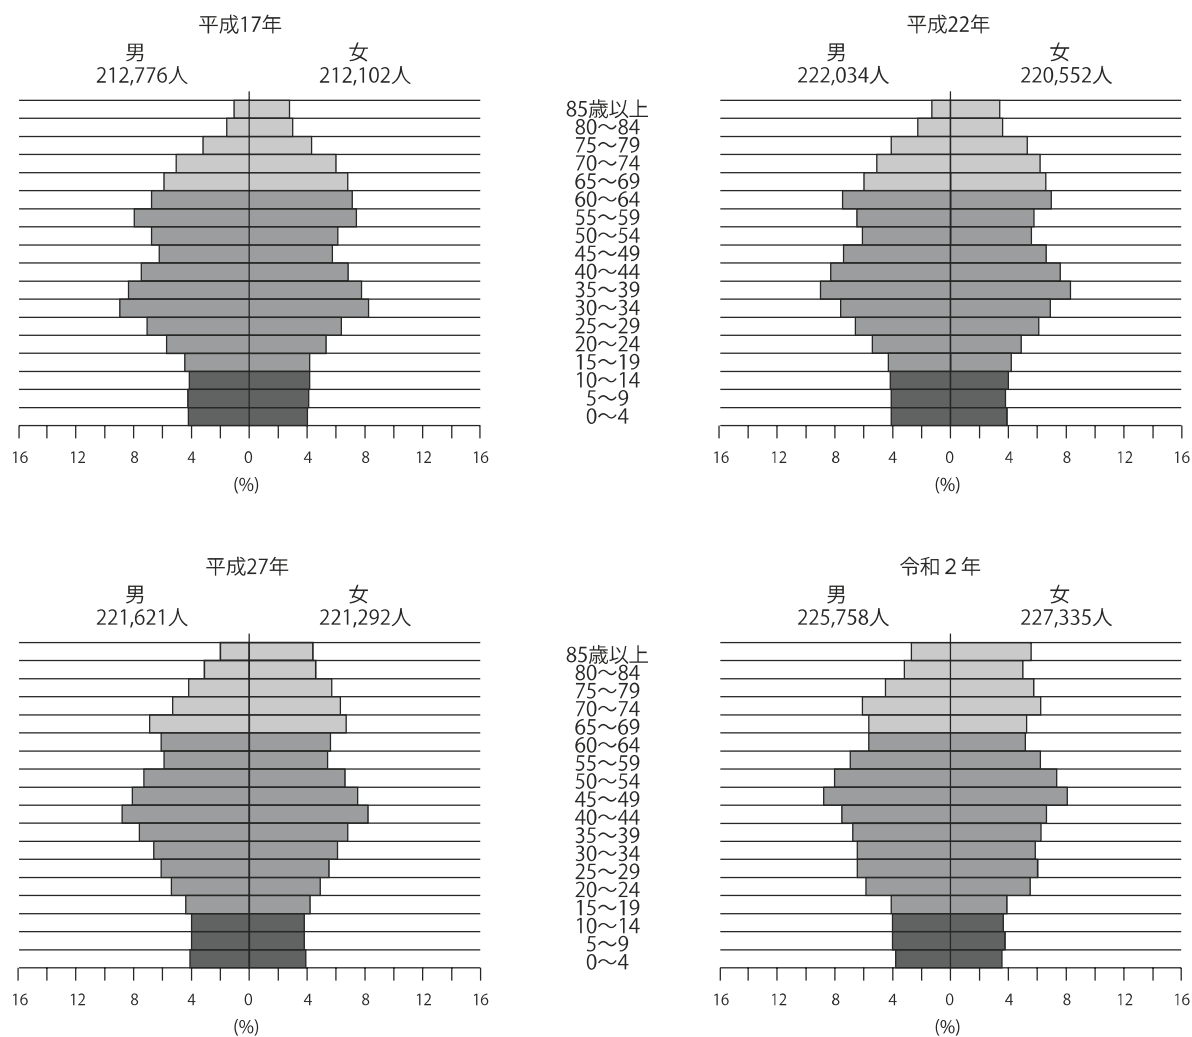 平成17年
男 女
212,776人 212,102人
平成22年
男 女
222,034人 220,552人
85歳以上
80～84
75～79
70～74
65～69
60～64
55～59
50～54
45～49
40～44
35～39
30～34
25～29
20～24
15～19
10～14
5～9
0～4
16 12 8 4 0 4 8 12 16
(%)
16 12 8 4 0 4 8 12 16
(%)
平成27年
男 女
221,621人 221,292人
令和２年
男 女
225,758人 227,335人
85歳以上
80～84
75～79
70～74
65～69
60～64
55～59
50～54
45～49
40～44
35～39
30～34
25～29
20～24
15～19
10～14
5～9
0～4
16 12 8 4 0 4 8 12 16
(%)
16 12 8 4 0 4 8 12 16
(%)